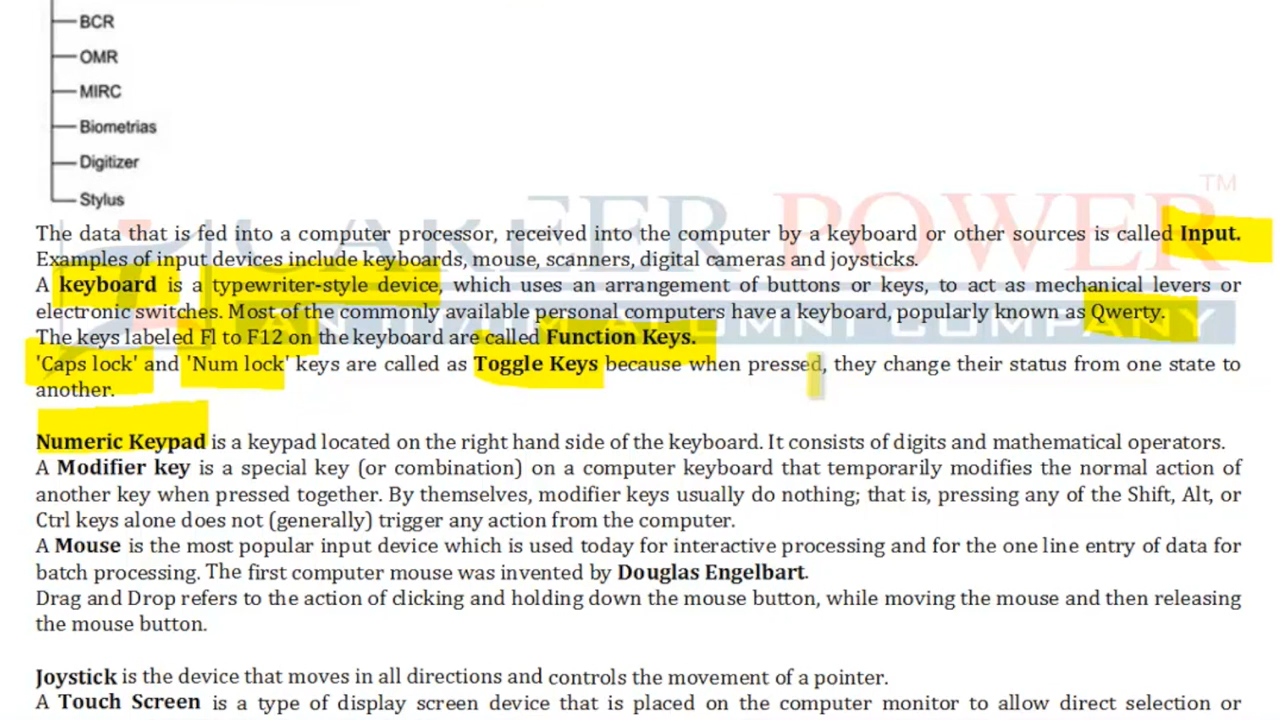 BCR
OMR
MIRC
Biometrias
Digitizer
Stylus
CAREER POWER TM
The data that is fed into a computer processor, received into the computer by a keyboard or other sources is called Input.
Examples of input devices include keyboards, mouse, scanners, digital cameras and joysticks.
A keyboard is a typewriter-style device, which uses an arrangement of buttons or keys, to act as mechanical levers or
electronic switches. Most of the commonly available personal computers have a keyboard, popularly known as Qwerty.
AN IIT/IIM ALUMNI COMPANY
The keys labeled Fl to F12 on the keyboard are called Function Keys.
'Caps lock' and 'Num lock' keys are called as Toggle Keys because when pressed, they change their status from one state to
another.
Numeric Keypad is a keypad located on the right hand side of the keyboard. It consists of digits and mathematical operators.
A Modifier key is a special key (or combination) on a computer keyboard that temporarily modifies the normal action of
another key when pressed together. By themselves, modifier keys usually do nothing; that is, pressing any of the Shift, Alt, or
Ctrl keys alone does not (generally) trigger any action from the computer.
A Mouse is the most popular input device which is used today for interactive processing and for the one line entry of data for
batch processing. The first computer mouse was invented by Douglas Engelbart.
Drag and Drop refers to the action of clicking and holding down the mouse button, while moving the mouse and then releasing
the mouse button.
Joystick is the device that moves in all directions and controls the movement of a pointer.
A Touch Screen is a type of display screen device that is placed on the computer monitor to allow direct selection or